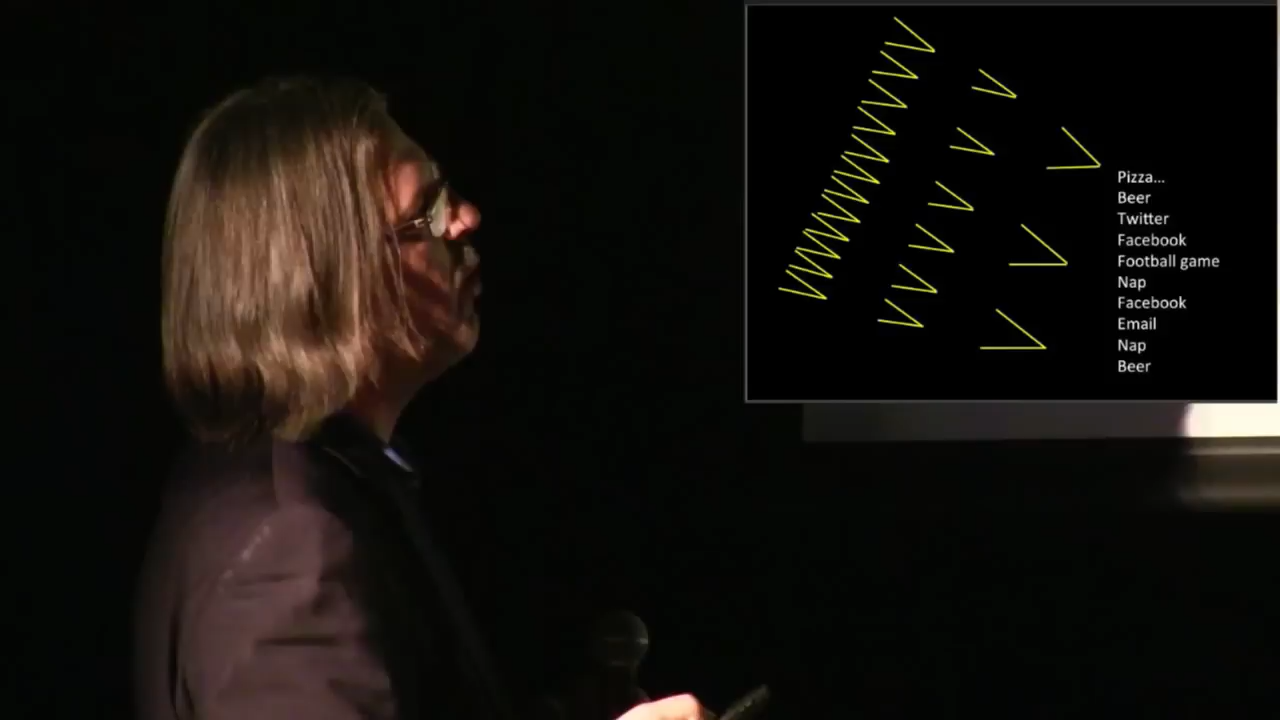 Pizza...
Beer
Twitter
Facebook
Football game
Nap
Facebook
Email
Nap
Beer